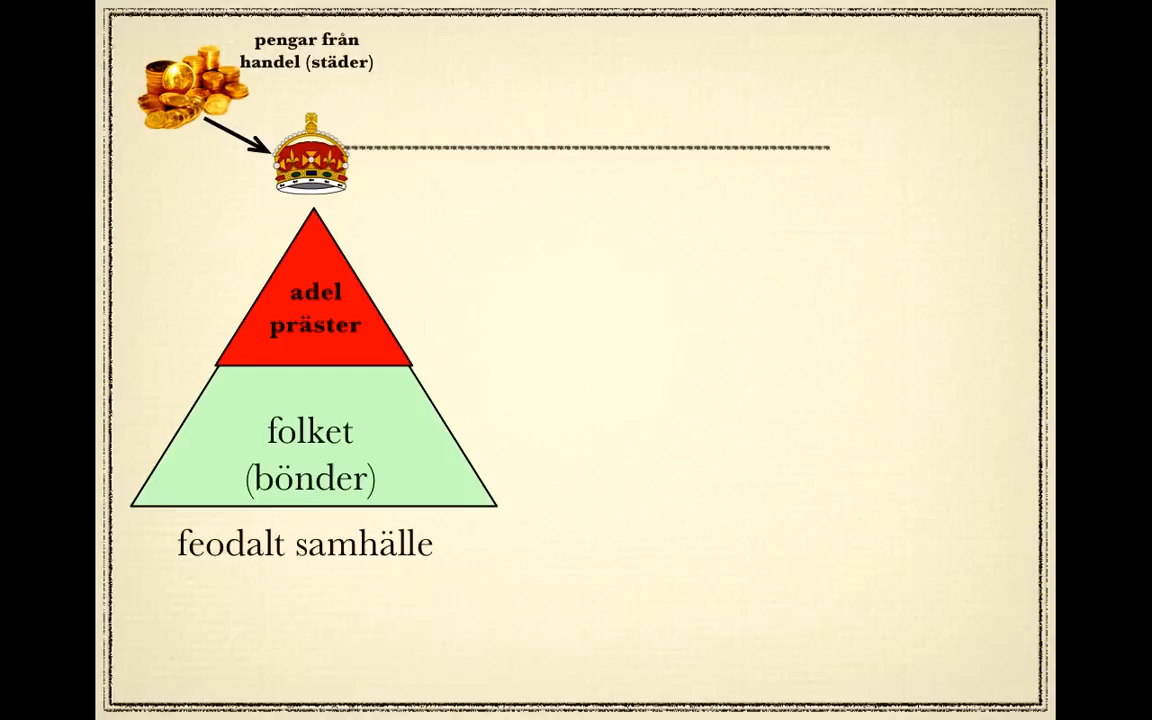 pengar från
handel (städer)
adel
präster
folket
(bönder)
feodalt samhälle